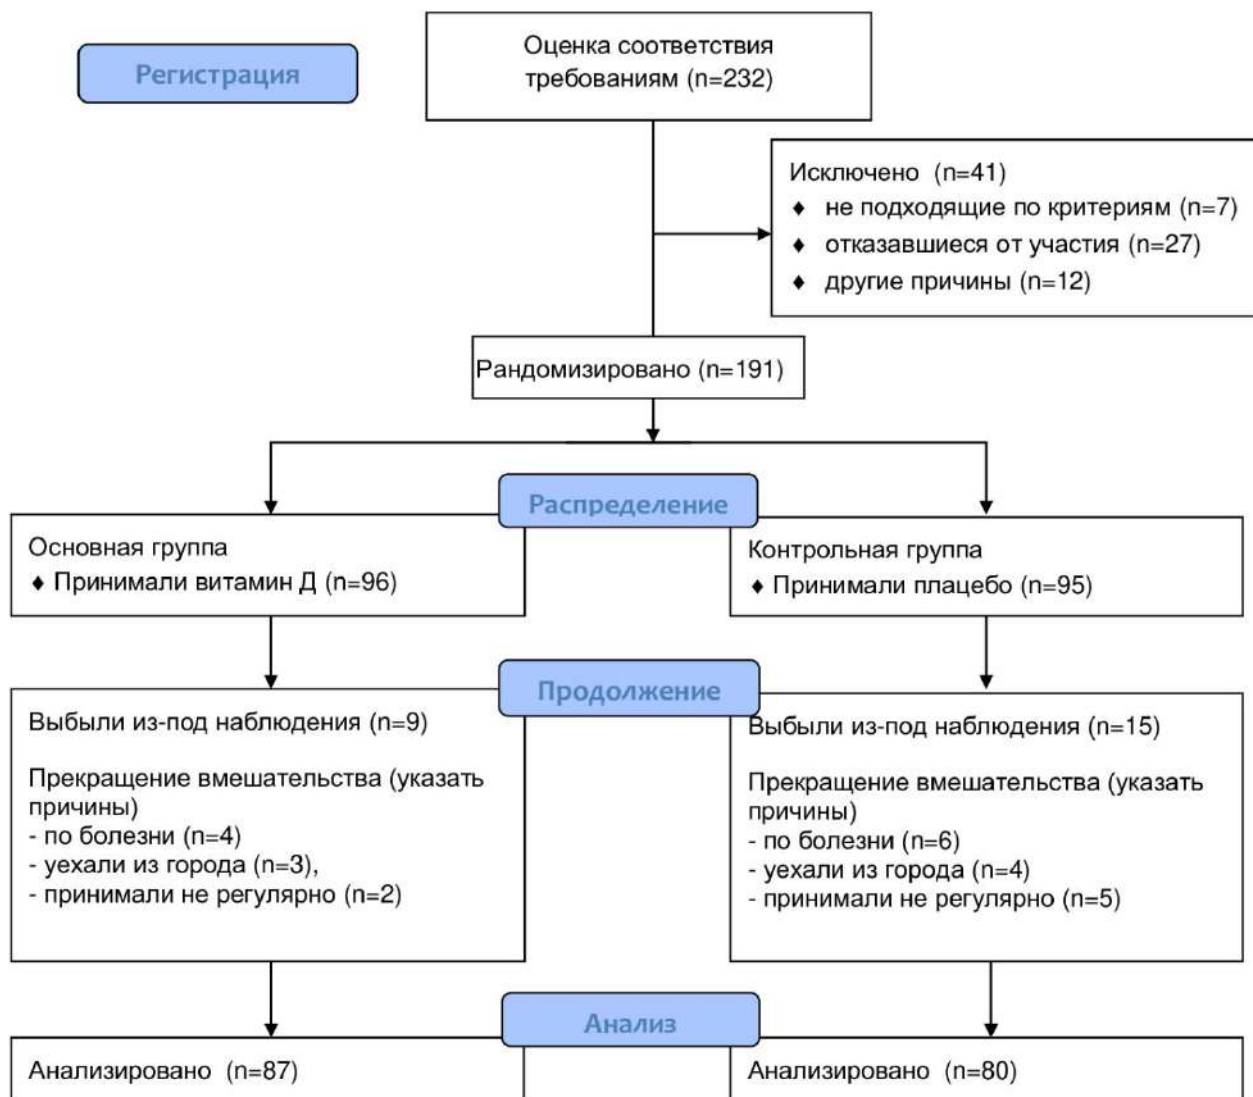 Регистрация
Оценка соответствия
требованиям (n=232)
Исключено (n=41)
♦ не подходящие по критериям (n=7)
♦ отказавшиеся от участия (n=27)
♦ другие причины (n=12)
Рандомизировано (n=191)
Распределение
Основная группа
♦ Принимали витамин Д (n=96)
Контрольная группа
♦ Принимали плацебо (n=95)
Продолжение
Выбыли из-под наблюдения (n=9)
Прекращение вмешательства (указать
причины)
- по болезни (n=4)
- уехали из города (n=3),
- принимали не регулярно (n=2)
Выбыли из-под наблюдения (n=15)
Прекращение вмешательства (указать
причины)
- по болезни (n=6)
- уехали из города (n=4)
- принимали не регулярно (n=5)
Анализ
Анализировано (n=87)
Анализировано (n=80)